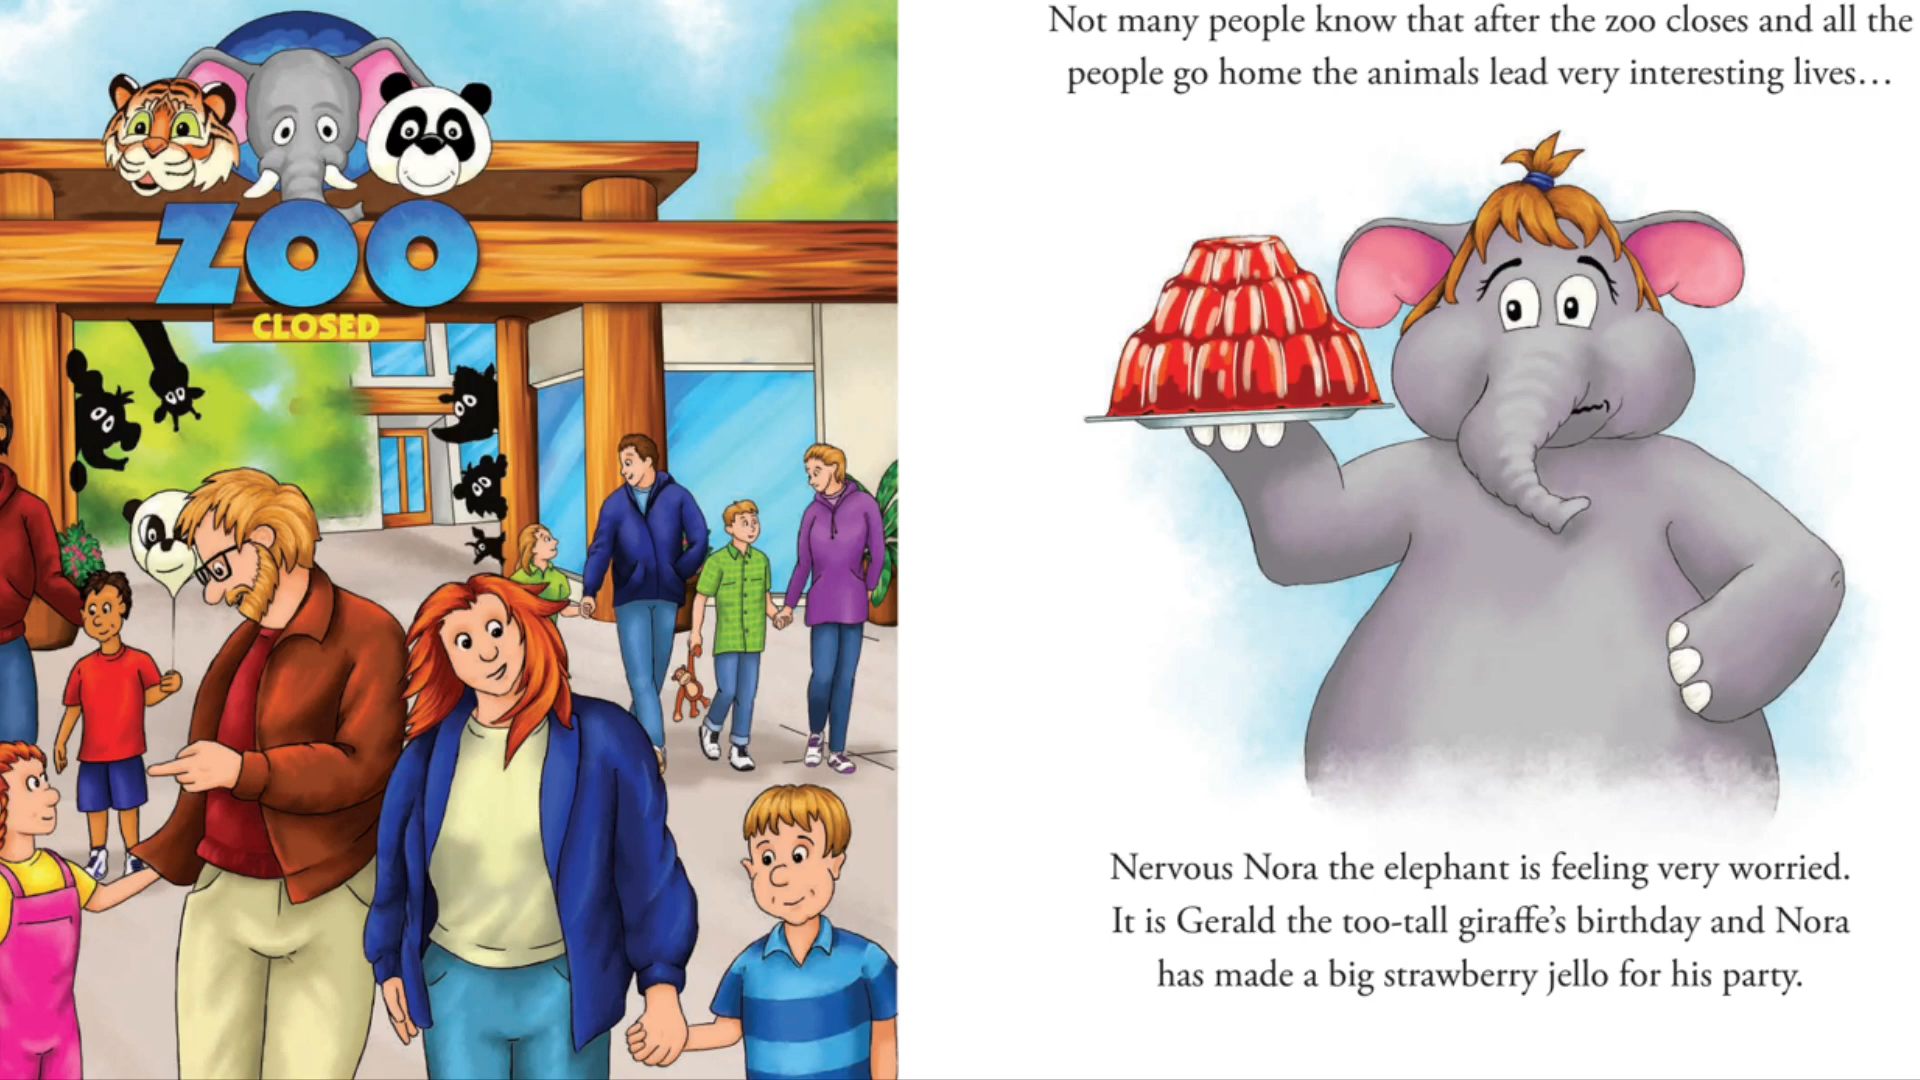 ZOO
CLOSED
Not many people know that after the zoo closes and all the
people go home the animals lead very interesting lives…
Nervous Nora the elephant is feeling very worried.
It is Gerald the too-tall giraffe’s birthday and Nora
has made a big strawberry jello for his party.